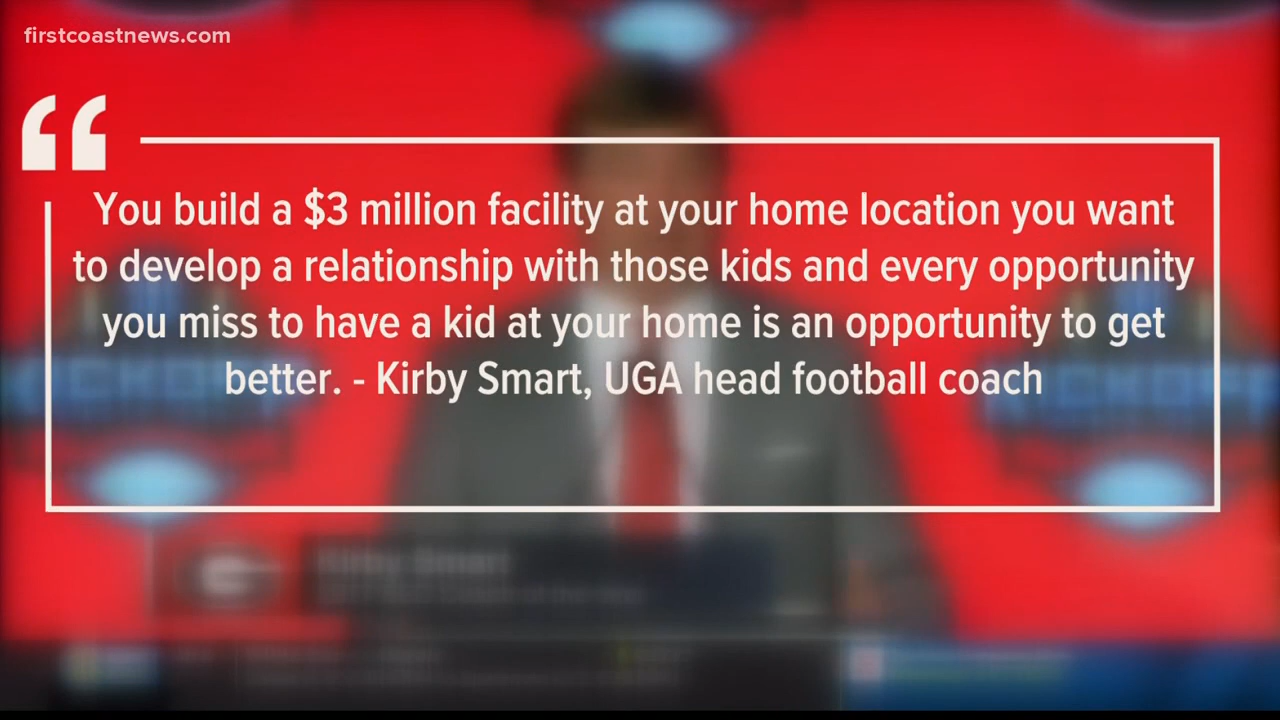 firstcoastnews.com
“
You build a $3 million facility at your home location you want
to develop a relationship with those kids and every opportunity
you miss to have a kid at your home is an opportunity to get
better. - Kirby Smart, UGA head football coach